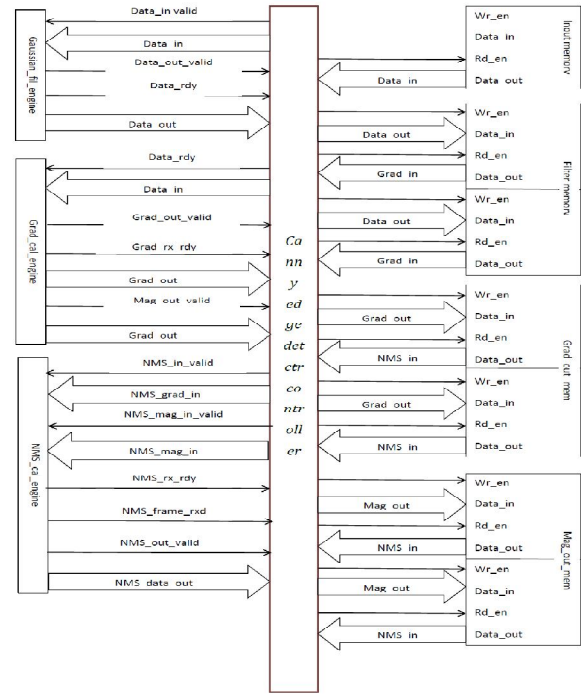 Gaussian_fil_engine
Data_in valid
Data_in
Data_out_valid
Data_rdy
Data out
Grad_cal_engine
Data_rdy
Data_in
Grad_out_valid
Grad_rx_rdy
Grad out
Mag_out_valid
Grad_out
NMS_ca_engine
NMS_in_valid
NMS_grad_in
NMS_mag_in_valid
NMS_mag_in
NMS_rx_rdy
NMS_frame_rxd
NMS_out_valid
NMS_data_out
Ca
nn
y
ed
ge
det
ctr
co
ntr
oll
er
Input memory
Wr_en
Data_in
Rd_en
Data_in
Data_out
Filter memory
Wr_en
Data_out
Data_in
Rd_en
Grad_in
Data_out
Wr_en
Data_out
Data_in
Rd_en
Grad_in
Data_out
Grad_out_mem
Wr_en
Grad_out
Data_in
Rd_en
NMS_in
Data_out
Wr_en
Grad_out
Data_in
Rd_en
NMS_in
Data_out
Mag_out_mem
Wr_en
Mag_out
Data_in
Rd_en
NMS_in
Data_out
Wr_en
Mag_out
Data_in
Rd_en
NMS_in
Data_out